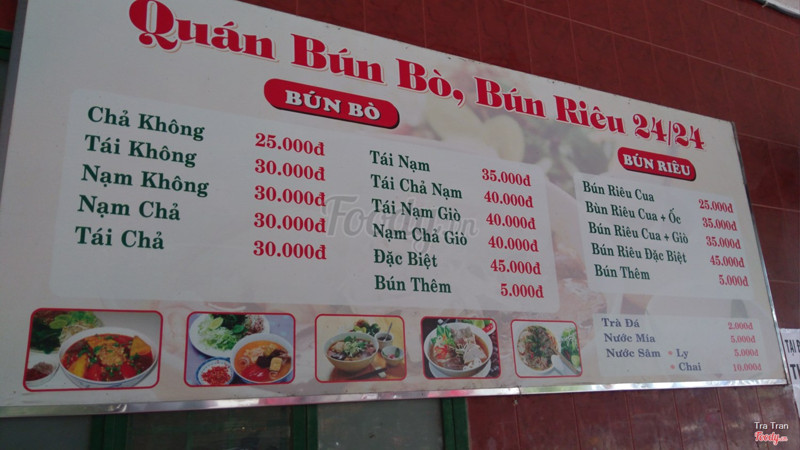 Quán Bún Bò, Bún Riêu 24/24
BÚN BÒ
Chả Không 25.000đ
Tái Không 30.000đ
Nạm Không 30.000đ
Nạm Chả 30.000đ
Tái Chả 30.000đ
Tái Nạm 35.000đ
Tái Chả Nạm 40.000đ
Tái Nạm Giò 40.000đ
Nạm Chả Giò 40.000đ
Đặc Biệt 45.000đ
Bún Thêm 5.000đ
BÚN RIÊU
Bún Riêu Cua 25.000đ
Bún Riêu Cua + Ốc 35.000đ
Bún Riêu Cua + Giò 35.000đ
Bún Riêu Đặc Biệt 45.000đ
Bún Thêm 5.000đ
Trà Đá 2.000đ
Nước Mía 5.000đ
Nước Sâm • Ly 5.000đ
• Chai 10.000đ
Foody.vn
TẠI
Tra Tran
Foody.vn